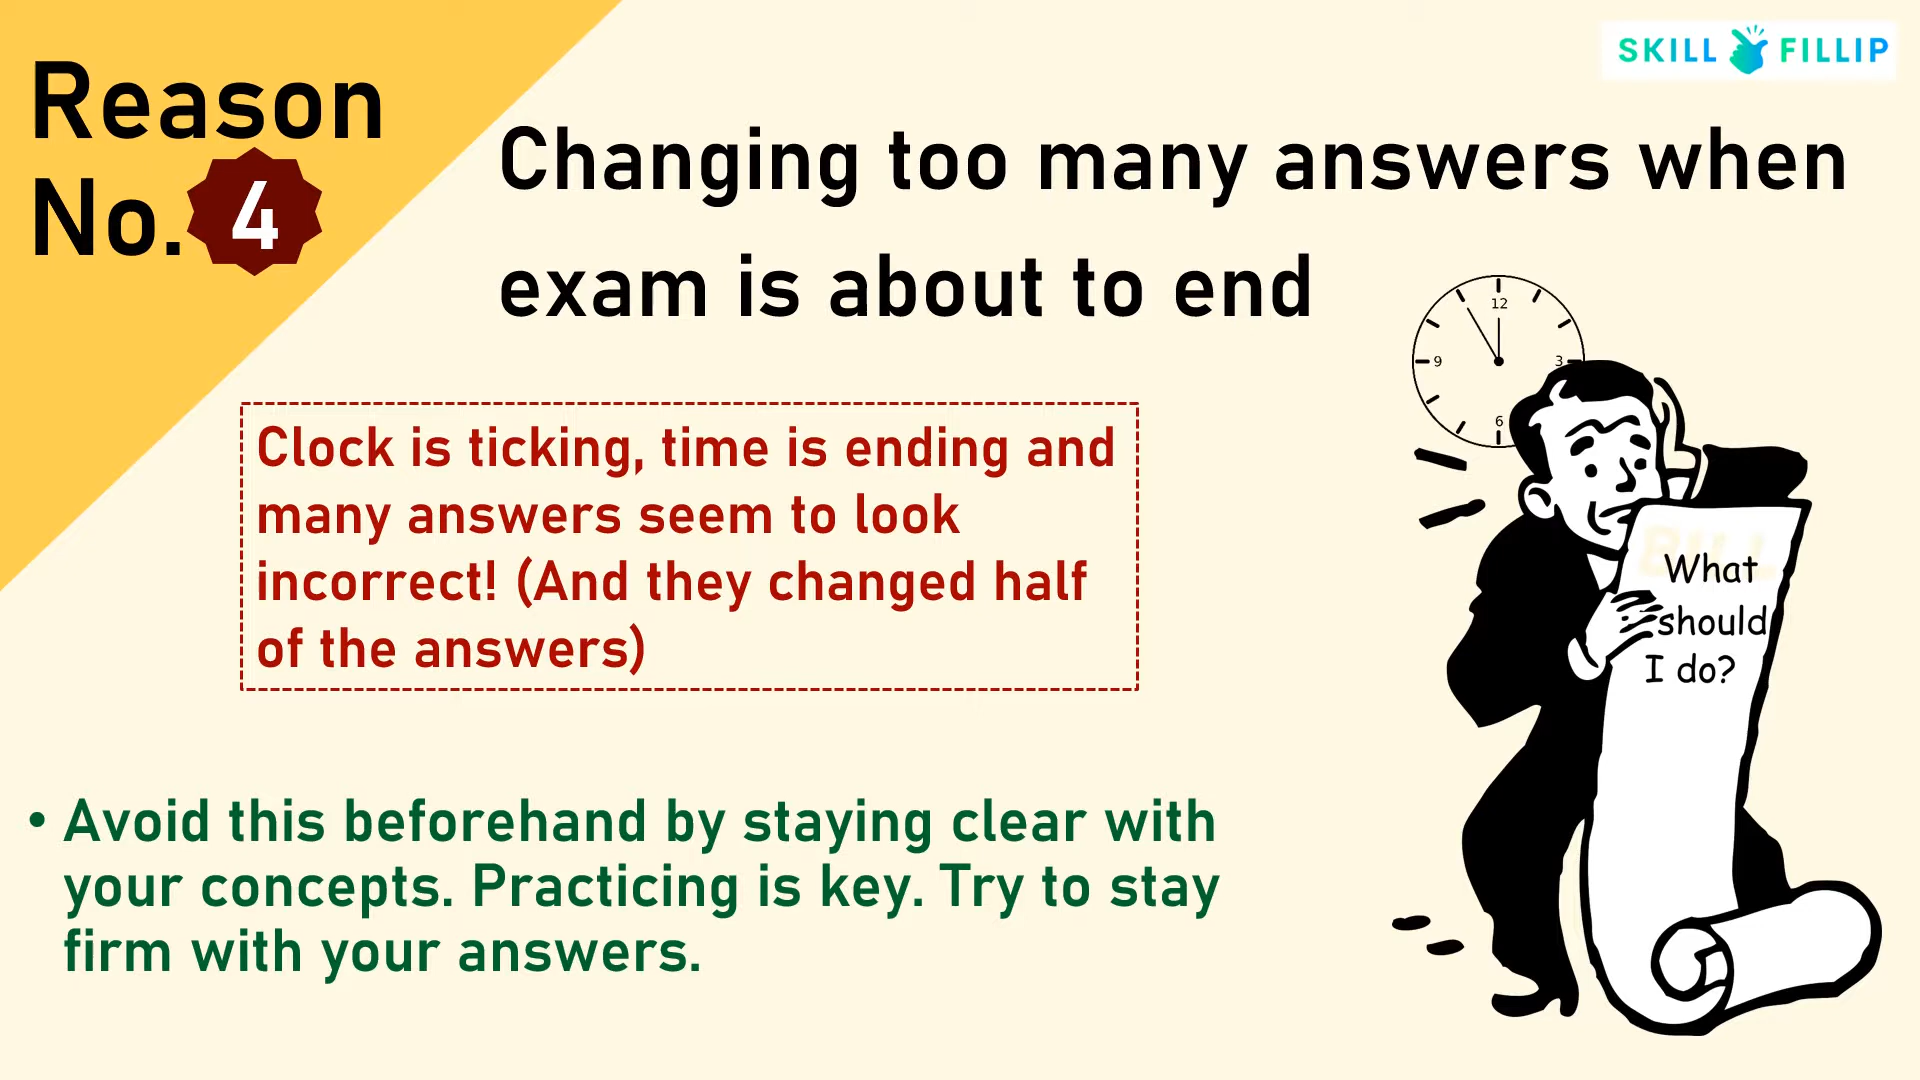 Reason
No. 4
SKILL FILLIP
Changing too many answers when
exam is about to end
12
3
9
6
Clock is ticking, time is ending and
many answers seem to look
incorrect! (And they changed half
of the answers)
BILL
What
should
I do?
• Avoid this beforehand by staying clear with
your concepts. Practicing is key. Try to stay
firm with your answers.